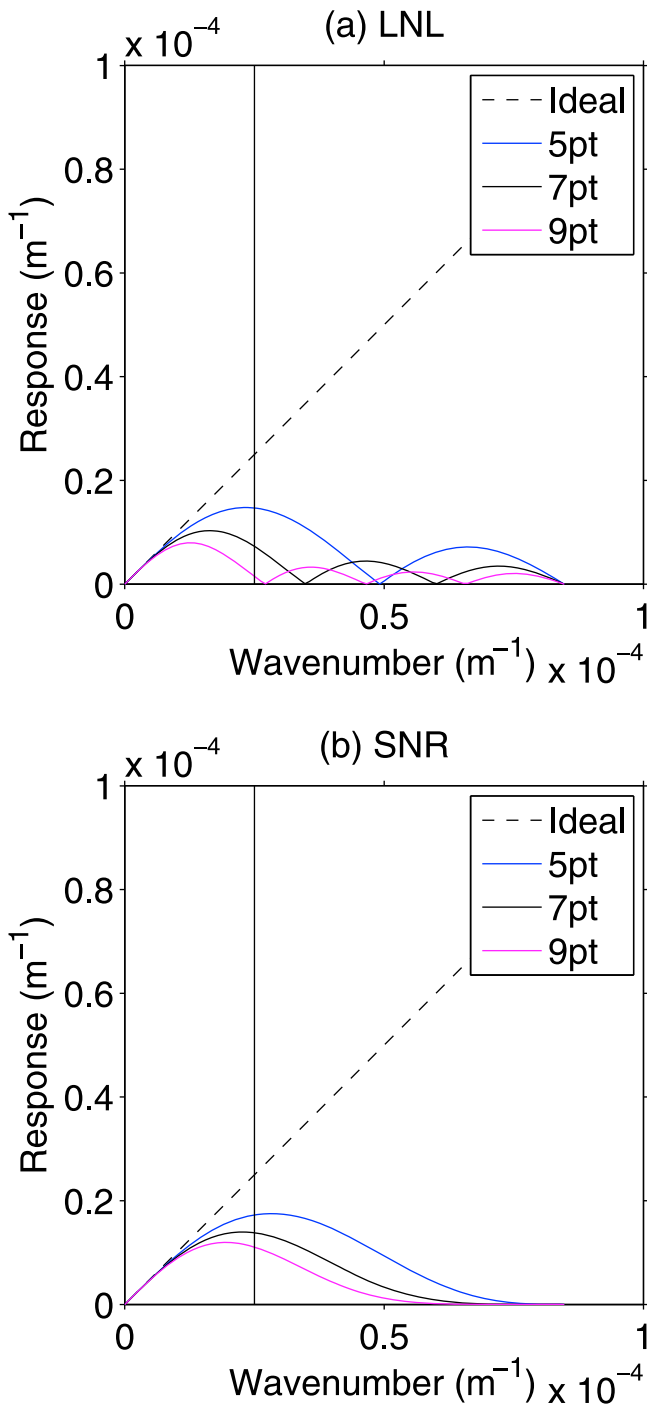 (a) LNL
x 10⁻⁴
1
0.8
0.6
0.4
0.2
0
Response (m⁻¹)
Ideal
5pt
7pt
9pt
0 0.5 1
Wavenumber (m⁻¹) x 10⁻⁴
(b) SNR
x 10⁻⁴
1
0.8
0.6
0.4
0.2
0
Response (m⁻¹)
Ideal
5pt
7pt
9pt
0 0.5 1
Wavenumber (m⁻¹) x 10⁻⁴